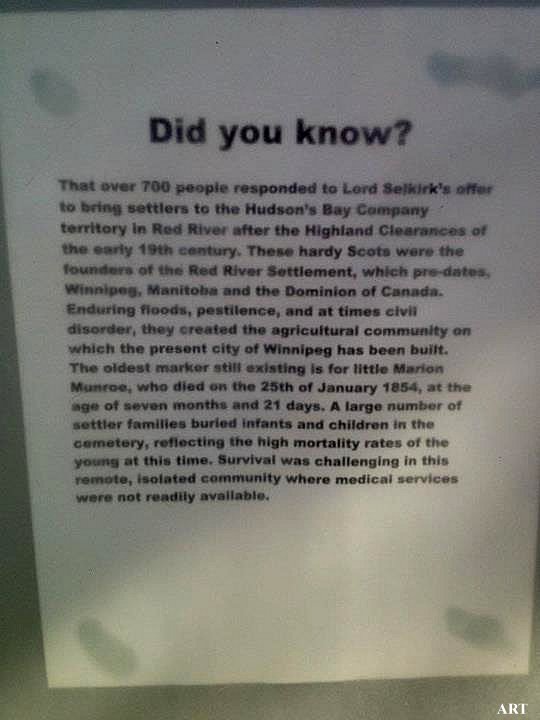 Did you know?
That over 700 people responded to Lord Selkirk's offer
to bring settlers to the Hudson's Bay Company
territory in Red River after the Highland Clearances of
the early 19th century. These hardy Scots were the
founders of the Red River Settlement, which pre-dates,
Winnipeg, Manitoba and the Dominion of Canada.
Enduring floods, pestilence, and at times civil
disorder, they created the agricultural community on
which the present city of Winnipeg has been built.
The oldest marker still existing is for little Marion
Munroe, who died on the 25th of January 1854, at the
age of seven months and 21 days. A large number of
settler families buried infants and children in the
cemetery, reflecting the high mortality rates of the
young at this time. Survival was challenging in this
remote, isolated community where medical services
were not readily available.
ART